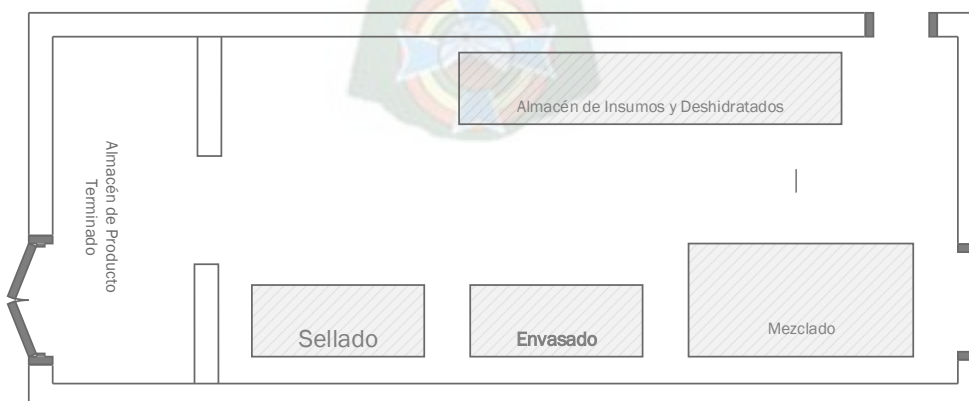 Almacén de Insumos y Deshidratados
Almacén de Producto
Terminado
Sellado
Envasado
Mezclado